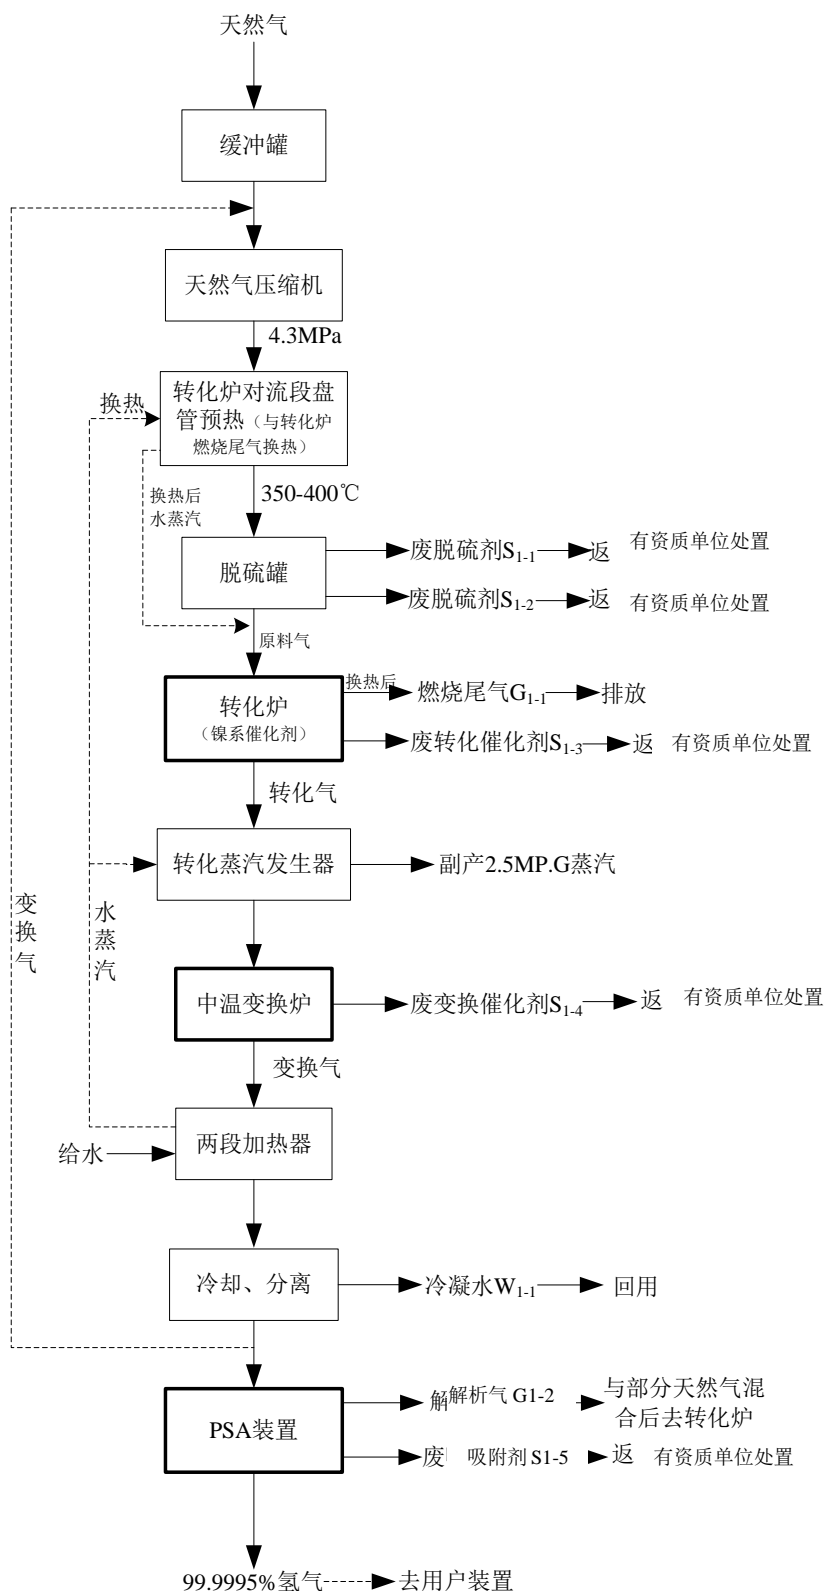 天然气
缓冲罐
天然气压缩机
4.3MPa
换热
转化炉对流段盘
管预热（与转化炉
燃烧尾气换热）
换热后
水蒸汽
350-400℃
脱硫罐
废脱硫剂S1-1
返
有资质单位处置
废脱硫剂S1-2
返
有资质单位处置
原料气
转化炉
（镍系催化剂）
换热后
燃烧尾气G1-1
排放
废转化催化剂S1-3
返
有资质单位处置
转化气
转化蒸汽发生器
副产2.5MP.G蒸汽
变换气
水蒸汽
中温变换炉
废变换催化剂S1-4
返
有资质单位处置
变换气
给水
两段加热器
冷却、分离
冷凝水W1-1
回用
PSA装置
解析气 G1-2
与部分天然气混
合后去转化炉
废
吸附剂 S1-5
返
有资质单位处置
99.9995%氢气
去用户装置